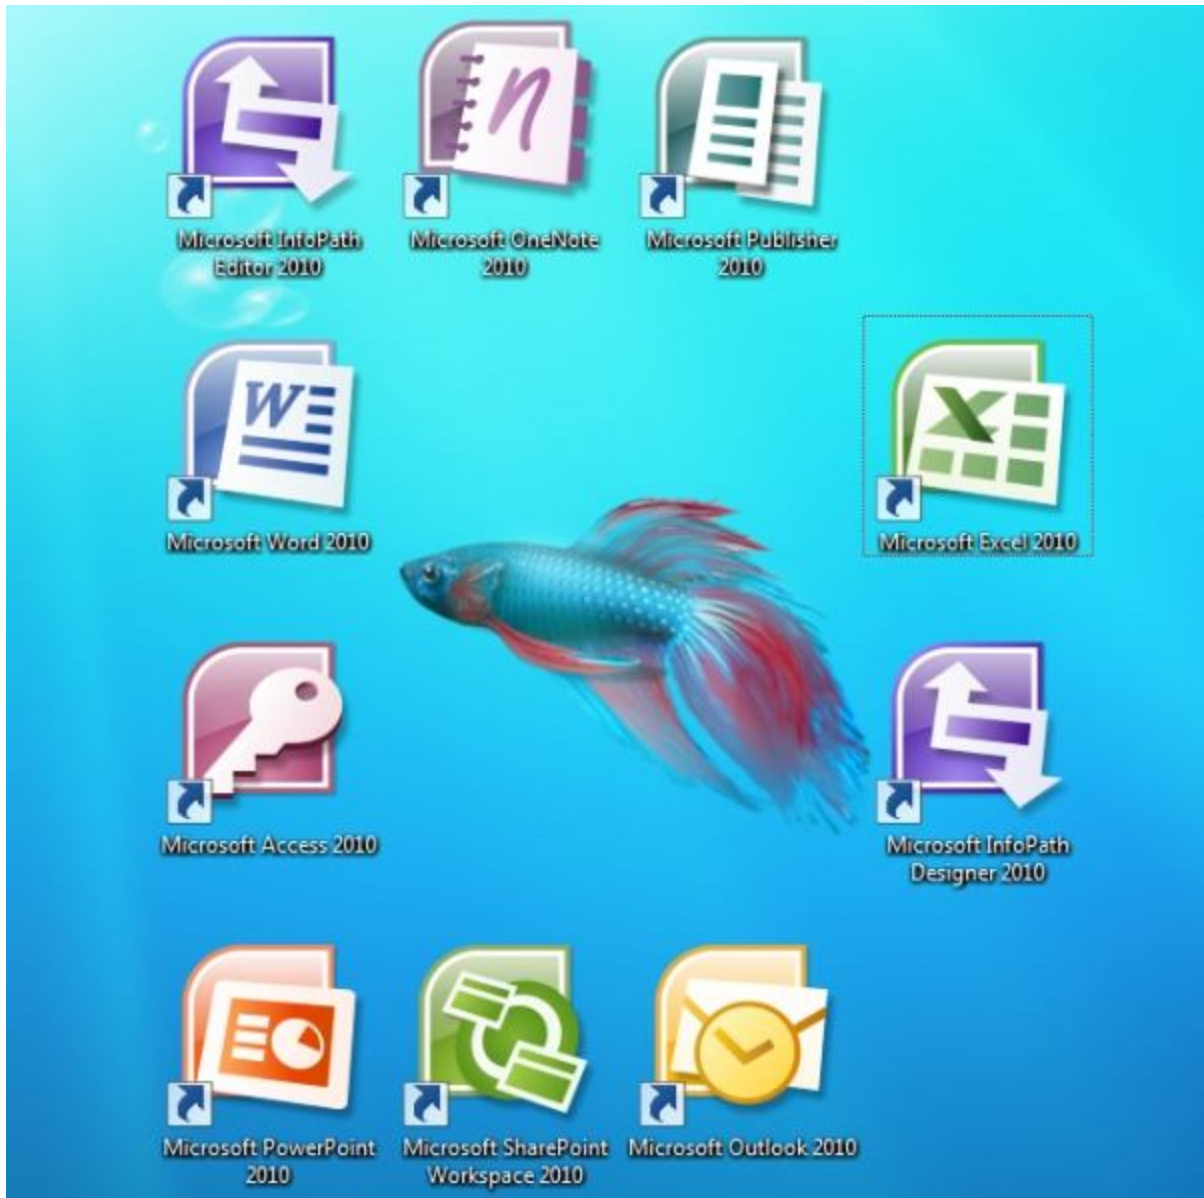 n
Microsoft InfoPath
Editor 2010
Microsoft OneNote
2010
Microsoft Publisher
2010
W
X
Microsoft Word 2010
Microsoft Excel 2010
Microsoft Access 2010
Microsoft InfoPath
Designer 2010
Microsoft PowerPoint
2010
Microsoft SharePoint
Workspace 2010
Microsoft Outlook 2010